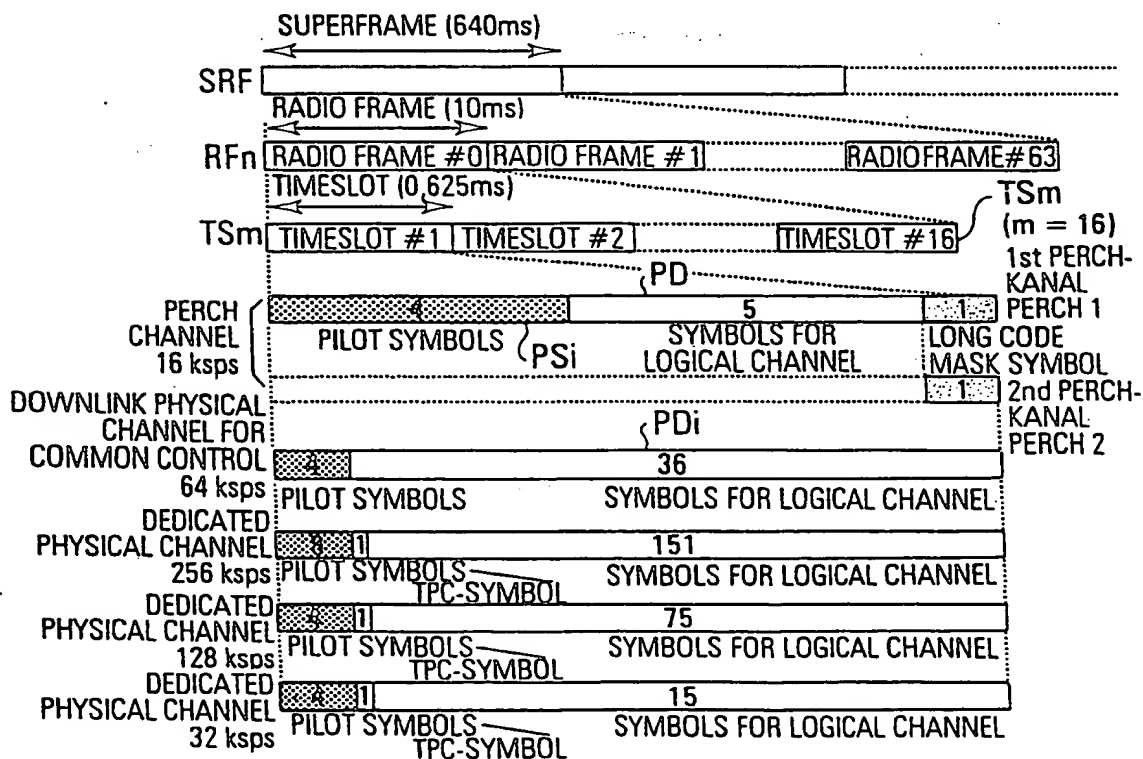 SUPERFRAME (640ms)
SRF
RADIO FRAME (10ms)
RFn
RADIO FRAME #0
RADIO FRAME #1
RADIO FRAME #63
TIMESLOT (0,625ms)
TSm
TIMESLOT #1
TIMESLOT #2
TIMESLOT #16
TSm
(m = 16)
PERCH
CHANNEL
16 ksps
4
PD
5
1
1st PERCH-
KANAL
PERCH 1
PILOT SYMBOLS
PSi
SYMBOLS FOR
LOGICAL CHANNEL
LONG CODE
MASK SYMBOL
1
2nd PERCH-
KANAL
PERCH 2
DOWNLINK PHYSICAL
CHANNEL FOR
COMMON CONTROL
64 ksps
PDi
4
36
PILOT SYMBOLS
SYMBOLS FOR LOGICAL CHANNEL
DEDICATED
PHYSICAL CHANNEL
256 ksps
1
151
PILOT SYMBOLS
TPC-SYMBOL
SYMBOLS FOR LOGICAL CHANNEL
DEDICATED
PHYSICAL CHANNEL
128 ksps
1
75
PILOT SYMBOLS
TPC-SYMBOL
SYMBOLS FOR LOGICAL CHANNEL
DEDICATED
PHYSICAL CHANNEL
32 ksps
4
1
15
PILOT SYMBOLS
TPC-SYMBOL
SYMBOLS FOR LOGICAL CHANNEL